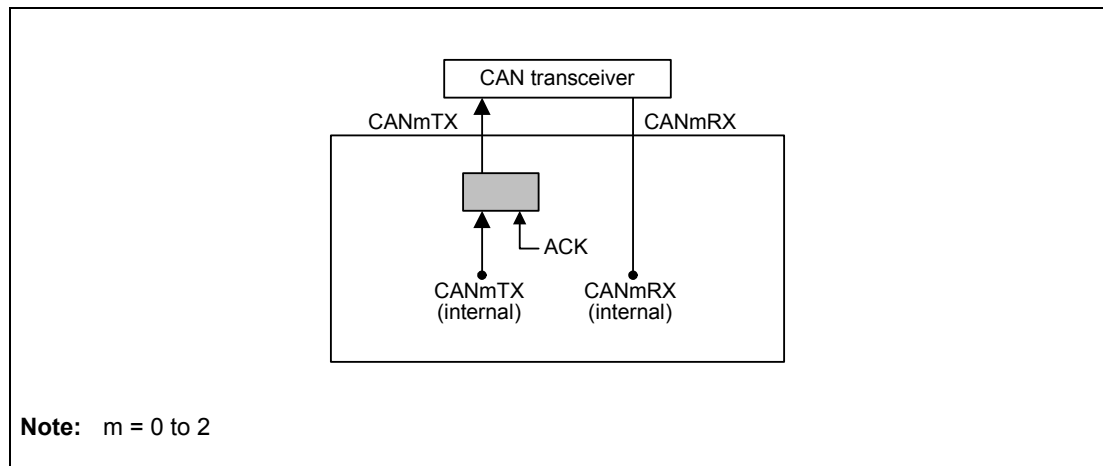 CAN transceiver
CANmTX
CANmRX
ACK
CANmTX
(internal)
CANmRX
(internal)
Note: m = 0 to 2